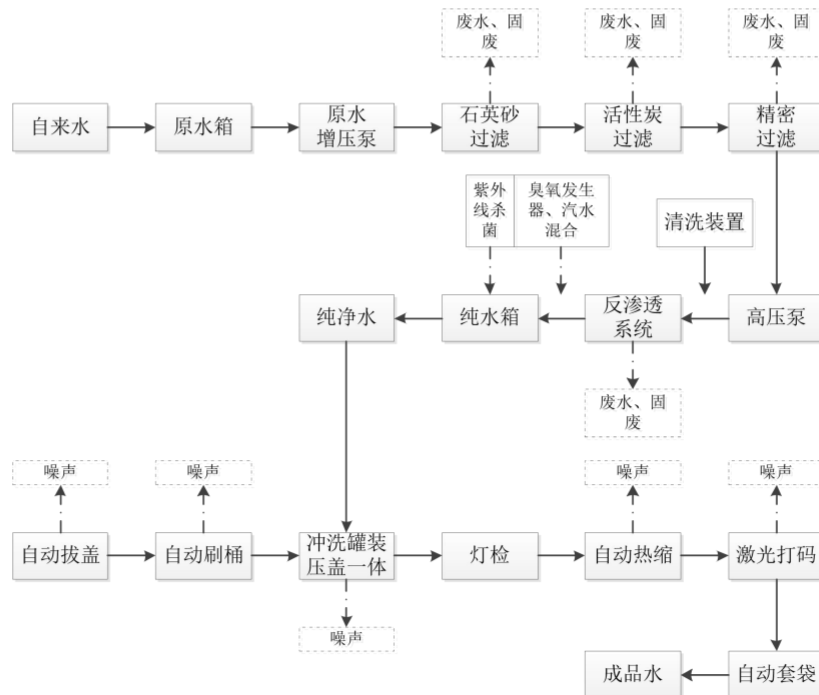 废水、固
废
废水、固
废
废水、固
废
自来水
原水箱
原水
增压泵
石英砂
过滤
活性炭
过滤
精密
过滤
紫外
线杀
菌
臭氧发生
器、汽水
混合
清洗装置
纯净水
纯水箱
反渗透
系统
高压泵
废水、固
废
噪声
噪声
噪声
噪声
自动拔盖
自动刷桶
冲洗罐装
压盖一体
灯检
自动热缩
激光打码
噪声
成品水
自动套袋